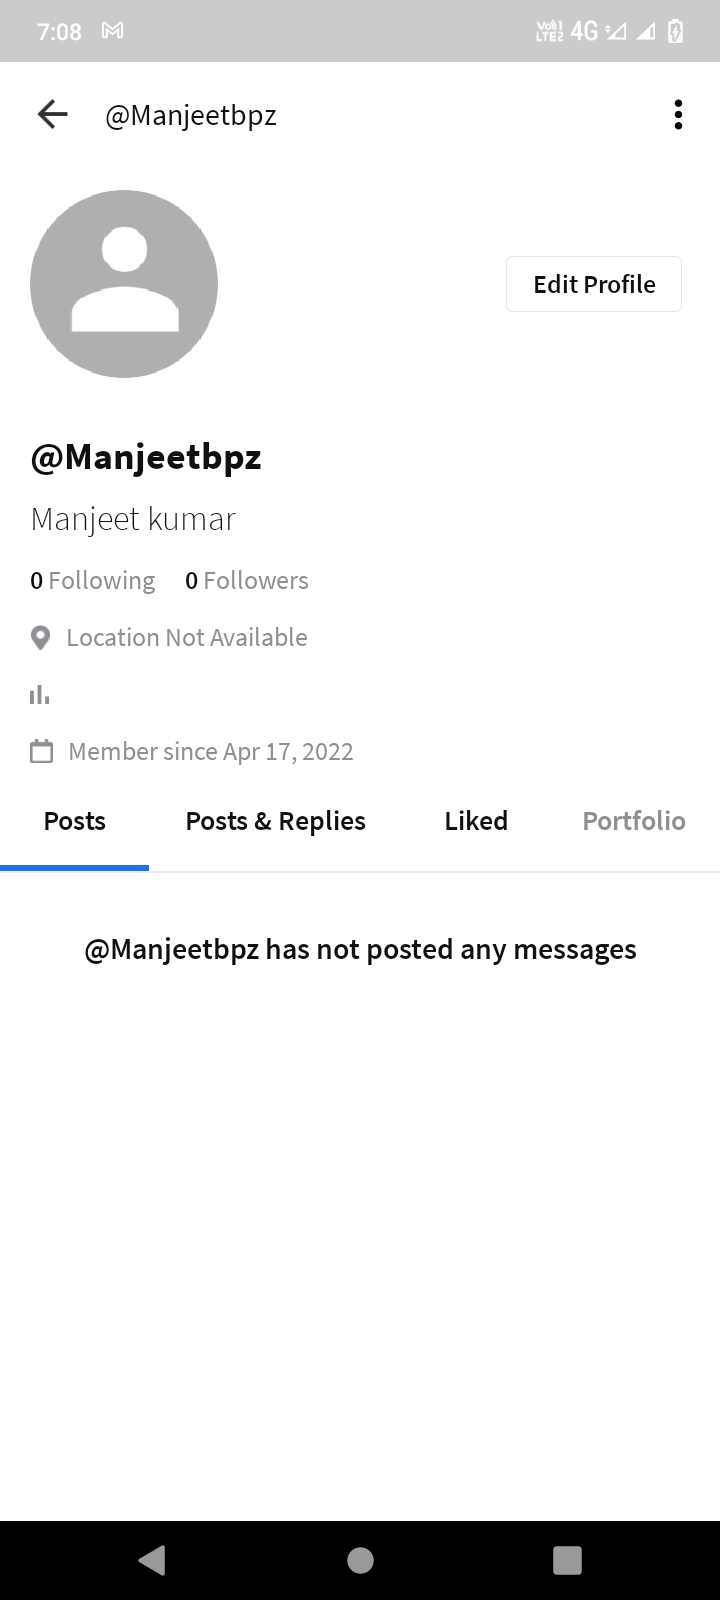 7:08 Vo)) 1 LTE2 4G
@Manjeetbpz
Edit Profile
@Manjeetbpz
Manjeet kumar
0 Following 0 Followers
Location Not Available
Member since Apr 17, 2022
Posts Posts & Replies Liked Portfolio
@Manjeetbpz has not posted any messages